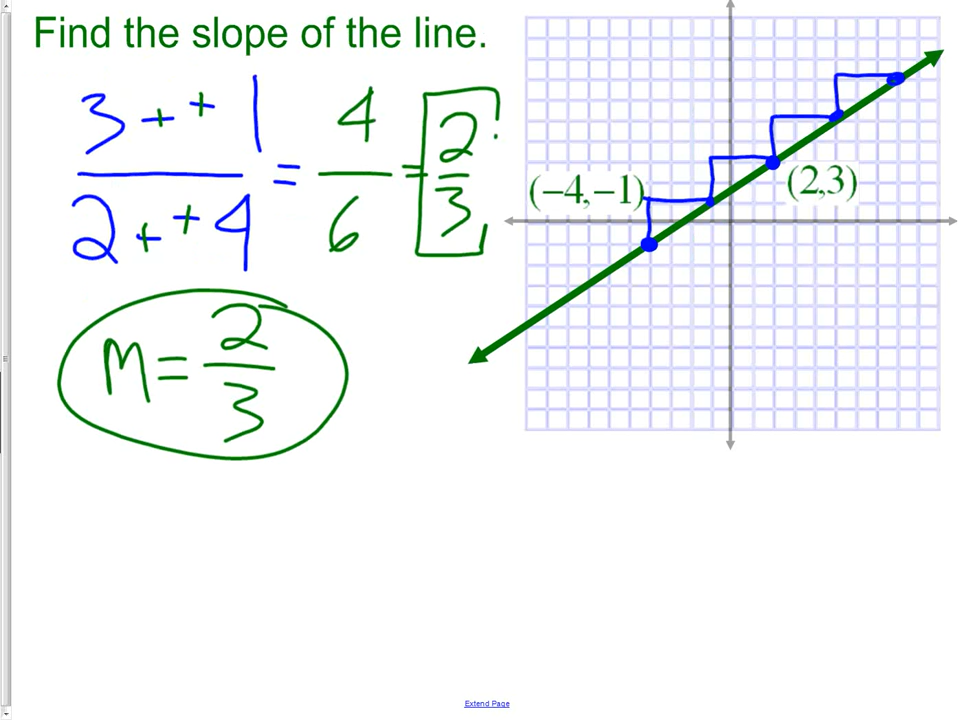 Find the slope of the line.
3 + + 1 / 2 + + 4 = 4 / 6 = 2 / 3
(−4,−1)
(2,3)
m = 2 / 3
Extend Page